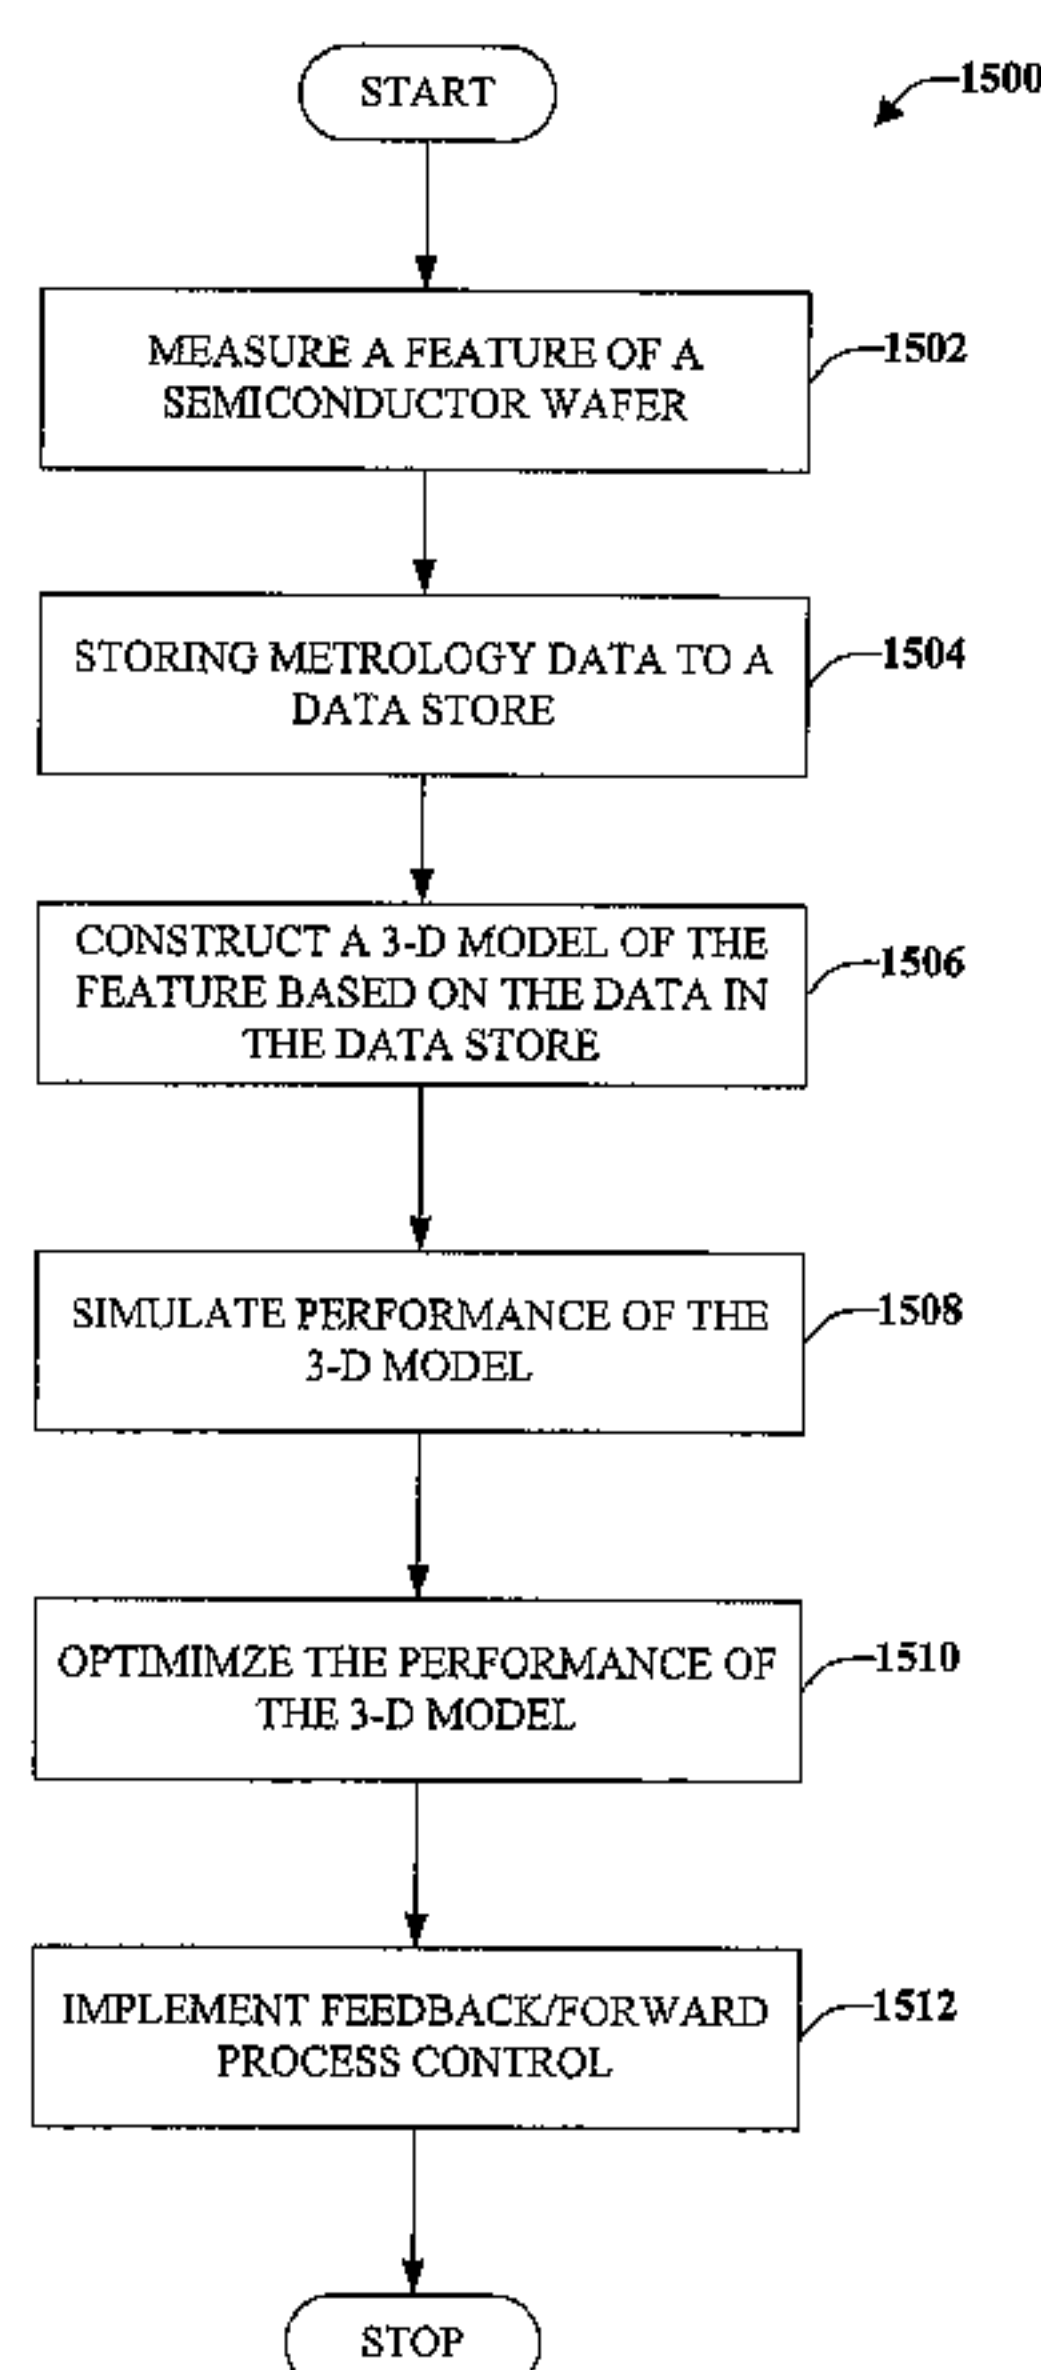 START
1500
MEASURE A FEATURE OF A
SEMICONDUCTOR WAFER
1502
STORING METROLOGY DATA TO A
DATA STORE
1504
CONSTRUCT A 3-D MODEL OF THE
FEATURE BASED ON THE DATA IN
THE DATA STORE
1506
SIMULATE PERFORMANCE OF THE
3-D MODEL
1508
OPTIMIMZE THE PERFORMANCE OF
THE 3-D MODEL
1510
IMPLEMENT FEEDBACK/FORWARD
PROCESS CONTROL
1512
STOP